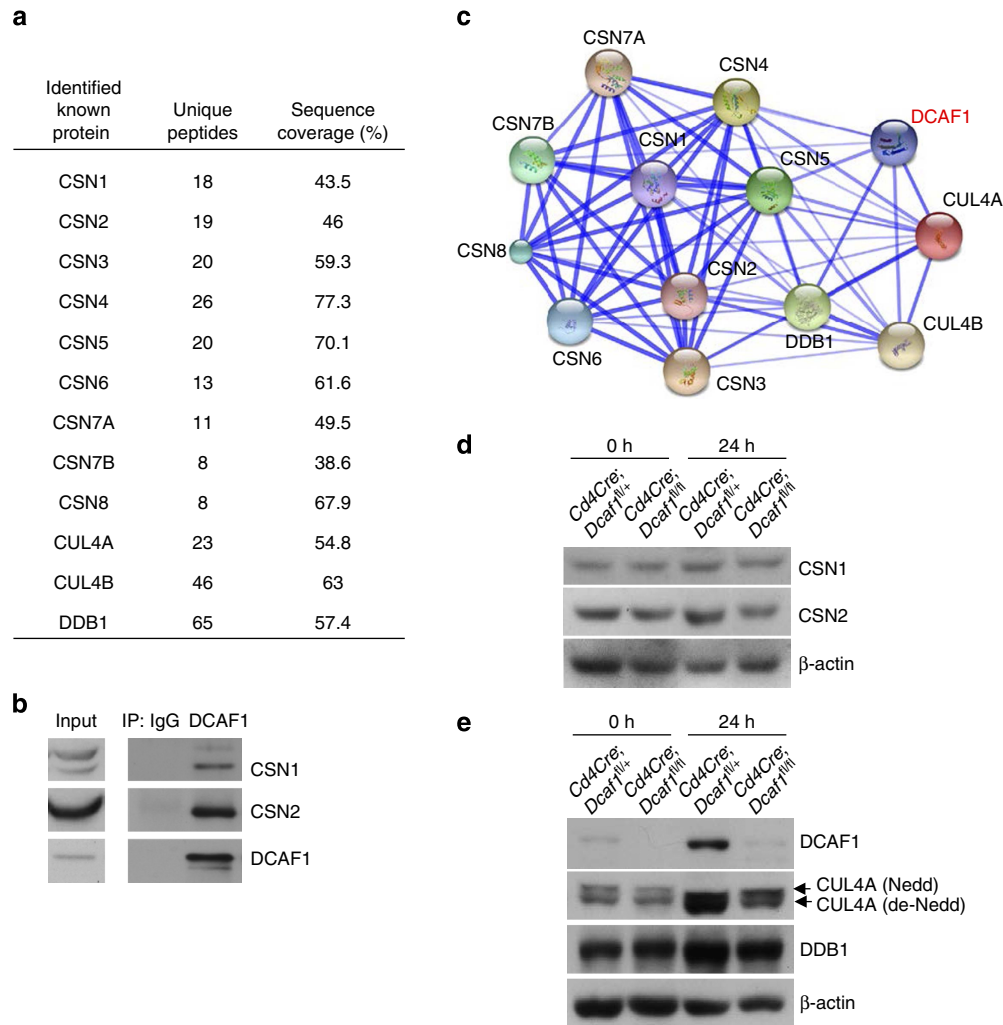 a
Identified known protein Unique peptides Sequence coverage (%)
CSN1 18 43.5
CSN2 19 46
CSN3 20 59.3
CSN4 26 77.3
CSN5 20 70.1
CSN6 13 61.6
CSN7A 11 49.5
CSN7B 8 38.6
CSN8 8 67.9
CUL4A 23 54.8
CUL4B 46 63
DDB1 65 57.4
b
Input IP: IgG DCAF1
CSN1
CSN2
DCAF1
c
CSN7A
CSN4
DCAF1
CSN7B
CSN1
CSN5
CUL4A
CSN8
CSN2
CSN6
DDB1
CUL4B
CSN3
d
0 h 24 h
Cd4Cre; Dcaf1fl/+
Cd4Cre; Dcaf1fl/fl
Cd4Cre; Dcaf1fl/+
Cd4Cre; Dcaf1fl/fl
CSN1
CSN2
β-actin
e
0 h 24 h
Cd4Cre; Dcaf1fl/+
Cd4Cre; Dcaf1fl/fl
Cd4Cre; Dcaf1fl/+
Cd4Cre; Dcaf1fl/fl
DCAF1
CUL4A (Nedd)
CUL4A (de-Nedd)
DDB1
β-actin